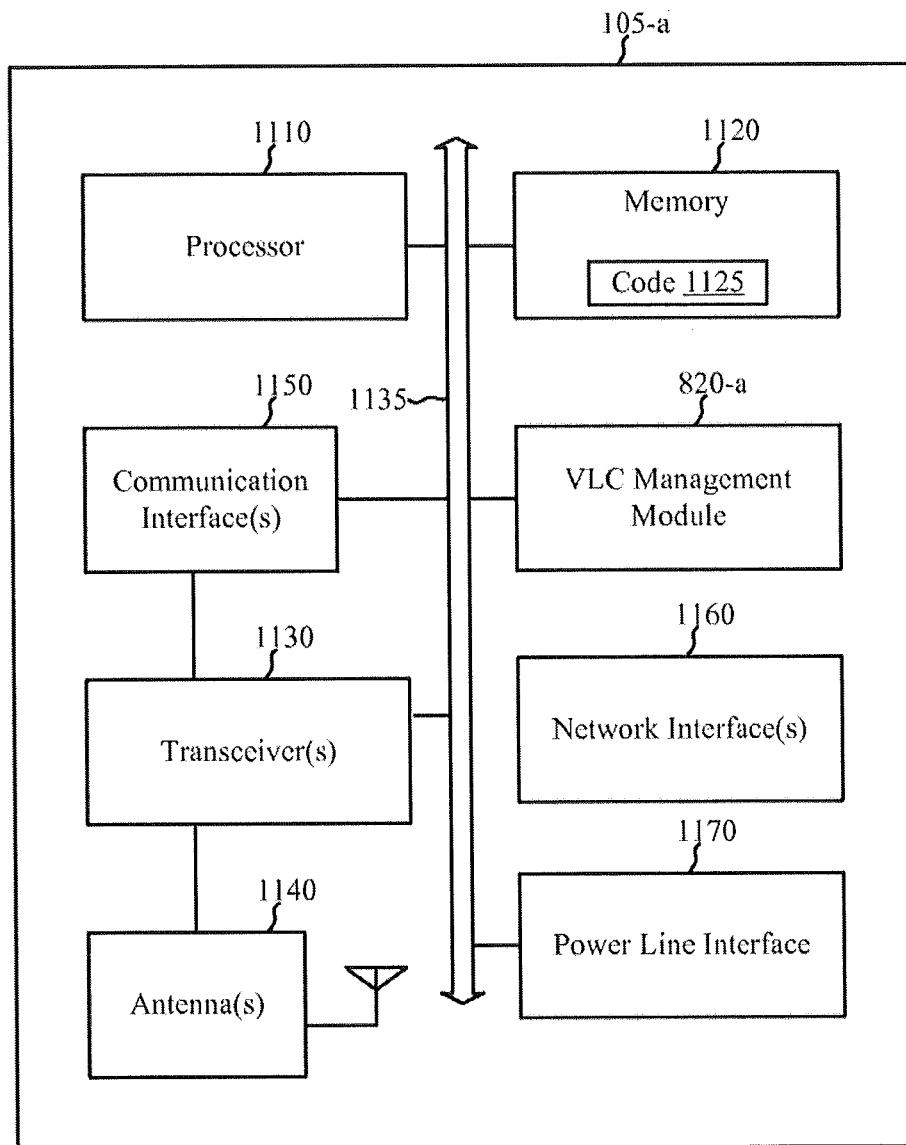 105-a
1110
Processor
1120
Memory
Code 1125
1150
Communication
Interface(s)
1135
820-a
VLC Management
Module
1130
Transceiver(s)
1160
Network Interface(s)
1140
Antenna(s)
1170
Power Line Interface